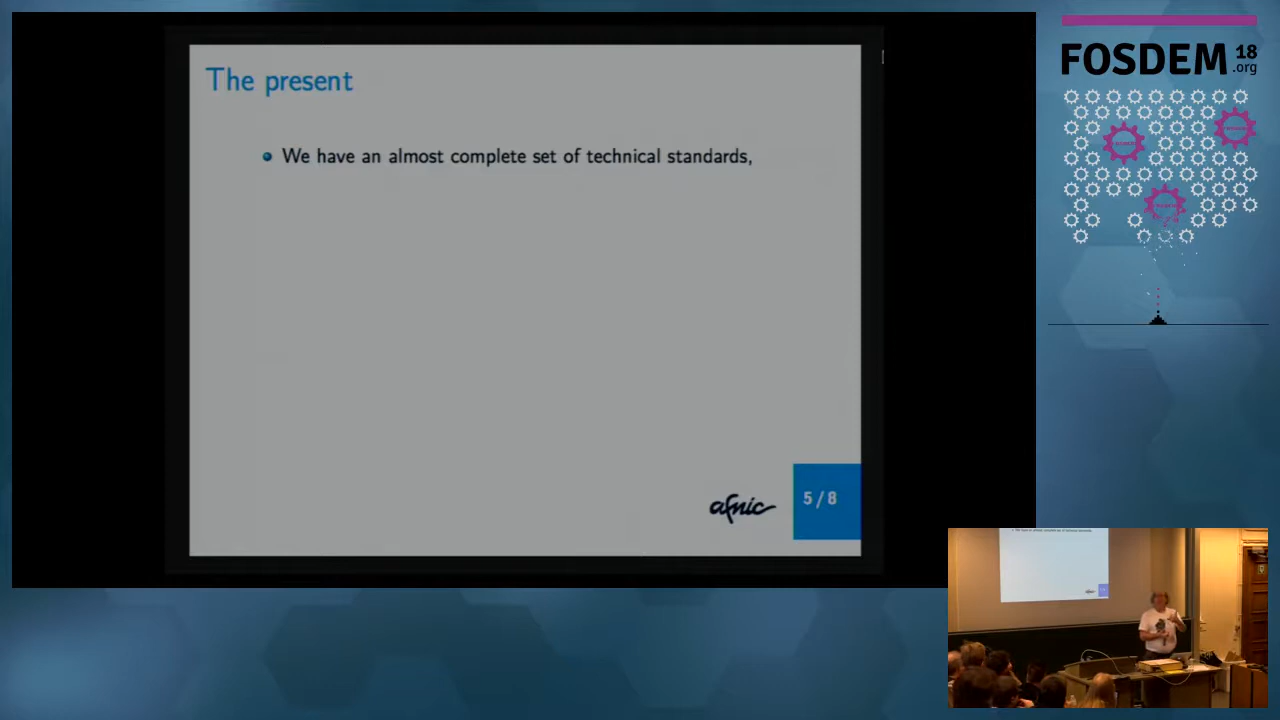 The present
We have an almost complete set of technical standards,
afnic
5 / 8
FOSDEM 18
.org